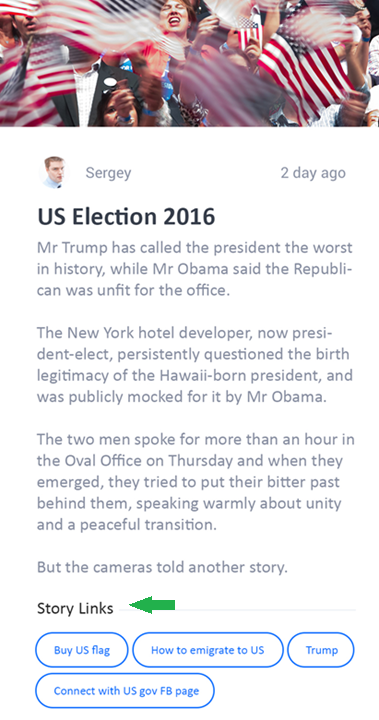 Sergey
2 day ago
US Election 2016
Mr Trump has called the president the worst
in history, while Mr Obama said the Republi-
can was unfit for the office.
The New York hotel developer, now presi-
dent-elect, persistently questioned the birth
legitimacy of the Hawaii-born president, and
was publicly mocked for it by Mr Obama.
The two men spoke for more than an hour in
the Oval Office on Thursday and when they
emerged, they tried to put their bitter past
behind them, speaking warmly about unity
and a peaceful transition.
But the cameras told another story.
Story Links
Buy US flag
How to emigrate to US
Trump
Connect with US gov FB page